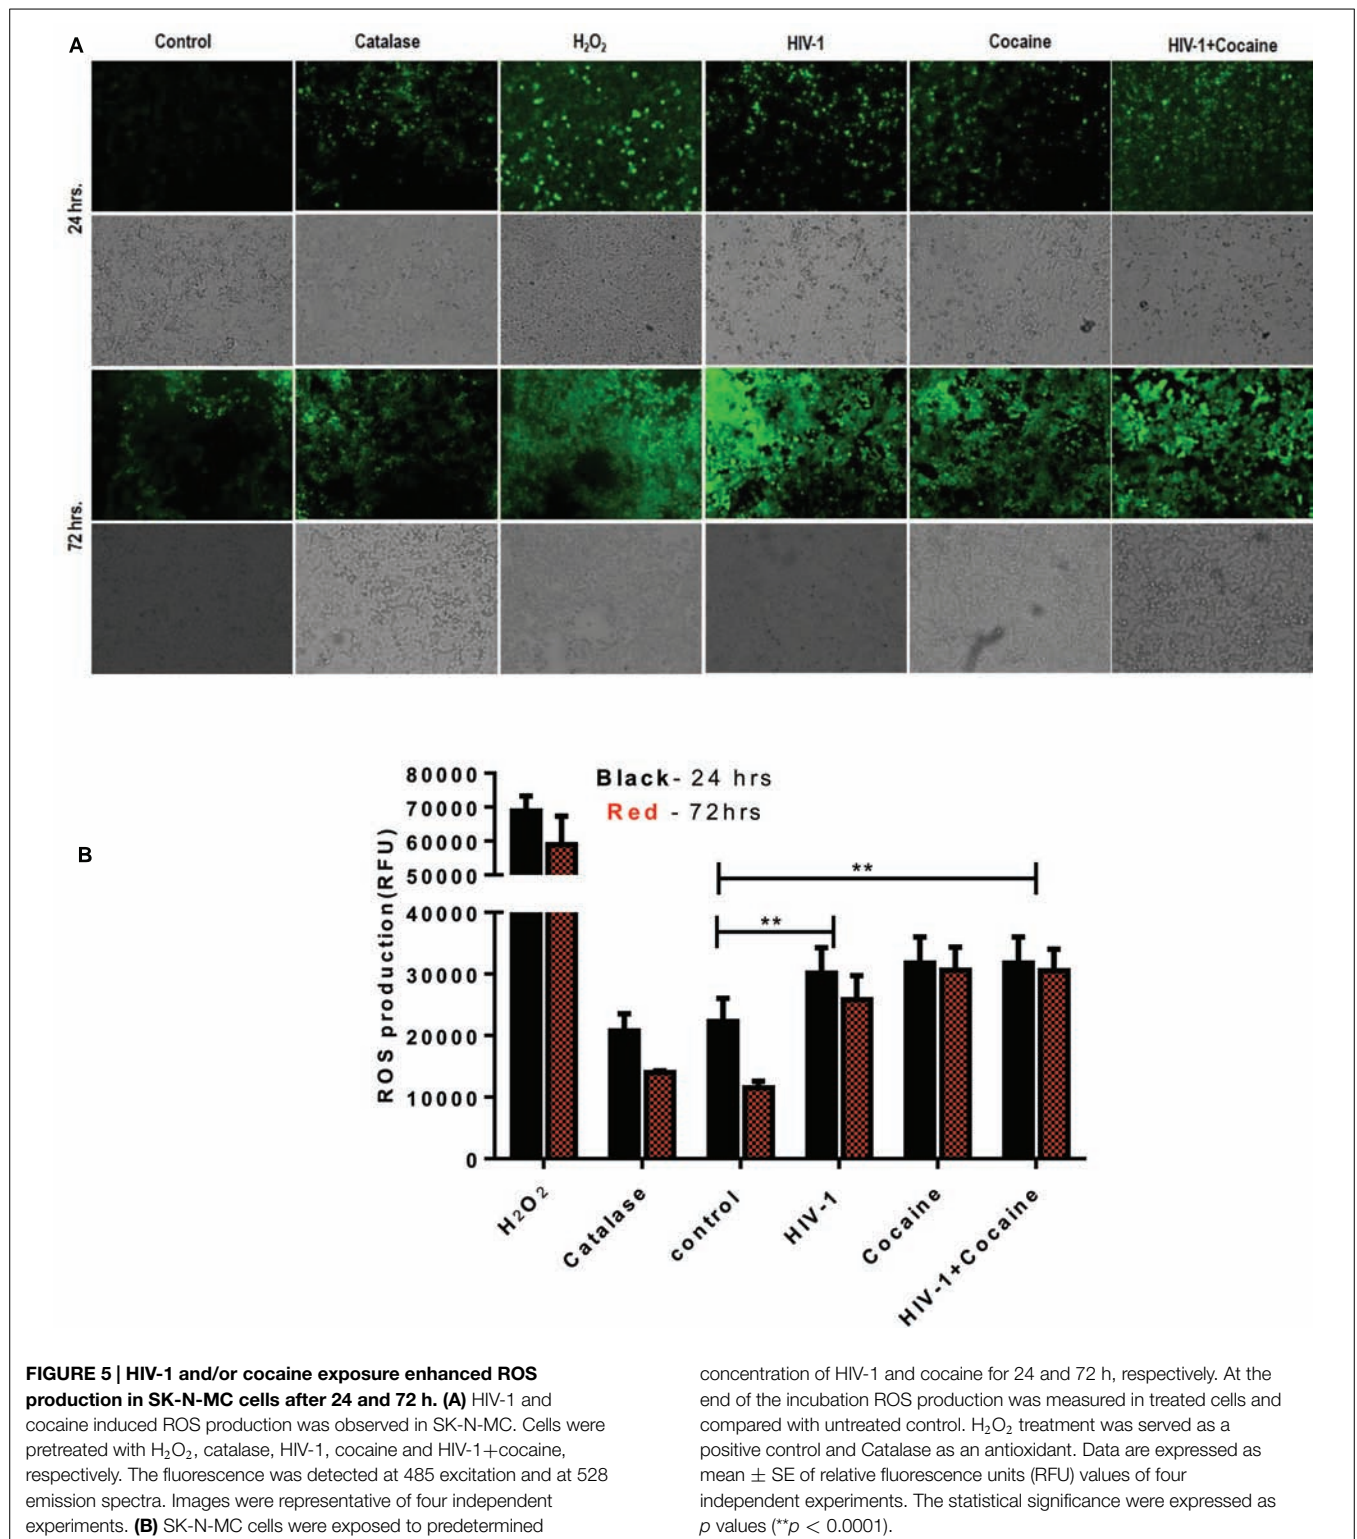 A
Control
Catalase
H₂O₂
HIV-1
Cocaine
HIV-1+Cocaine
24 hrs.
72 hrs.
B
Black- 24 hrs
Red - 72hrs
ROS production(RFU)
80000
70000
60000
50000
40000
30000
20000
10000
0
**
**
H₂O₂
Catalase
control
HIV-1
Cocaine
HIV-1+Cocaine
FIGURE 5 | HIV-1 and/or cocaine exposure enhanced ROS
production in SK-N-MC cells after 24 and 72 h. (A) HIV-1 and
cocaine induced ROS production was observed in SK-N-MC. Cells were
pretreated with H₂O₂, catalase, HIV-1, cocaine and HIV-1+cocaine,
respectively. The fluorescence was detected at 485 excitation and at 528
emission spectra. Images were representative of four independent
experiments. (B) SK-N-MC cells were exposed to predetermined
concentration of HIV-1 and cocaine for 24 and 72 h, respectively. At the
end of the incubation ROS production was measured in treated cells and
compared with untreated control. H₂O₂ treatment was served as a
positive control and Catalase as an antioxidant. Data are expressed as
mean ± SE of relative fluorescence units (RFU) values of four
independent experiments. The statistical significance were expressed as
p values (**p < 0.0001).